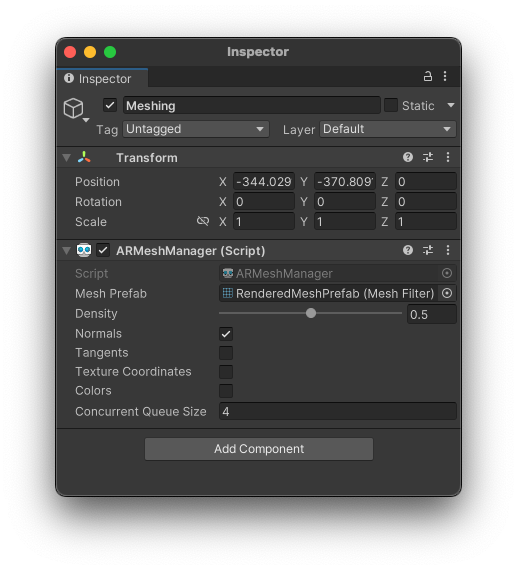 Inspector
Inspector
Meshing Static
Tag Untagged Layer Default
Transform
Position X -344.029 Y -370.809 Z 0
Rotation X 0 Y 0 Z 0
Scale X 1 Y 1 Z 1
ARMeshManager (Script)
Script ARMeshManager
Mesh Prefab RenderedMeshPrefab (Mesh Filter)
Density 0.5
Normals
Tangents
Texture Coordinates
Colors
Concurrent Queue Size 4
Add Component